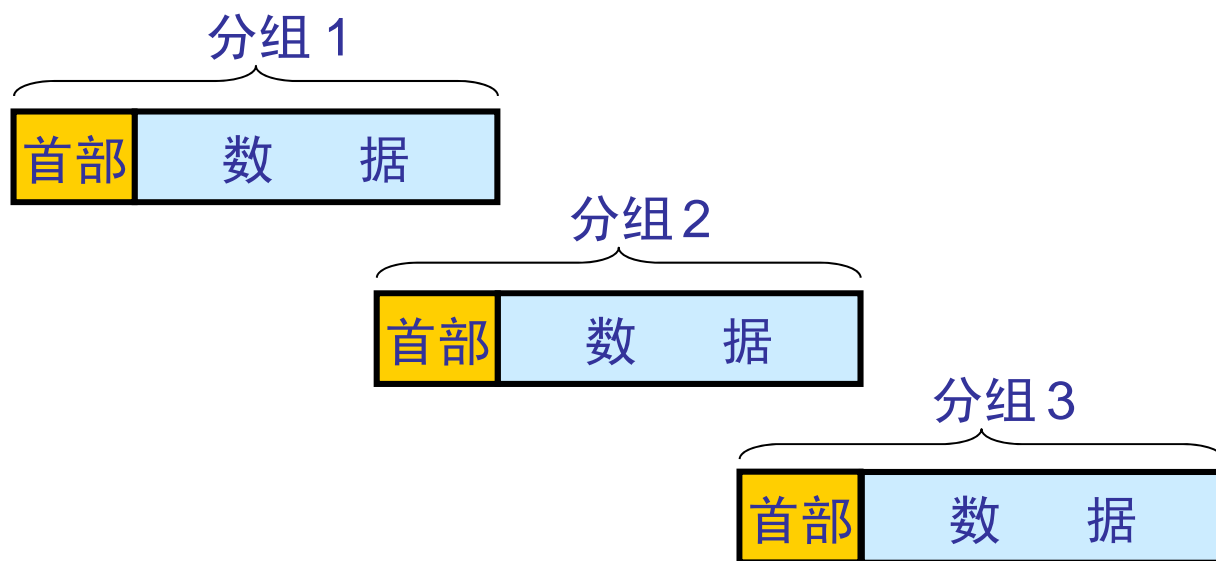 分组 1
首部 数 据
分组 2
首部 数 据
分组 3
首部 数 据